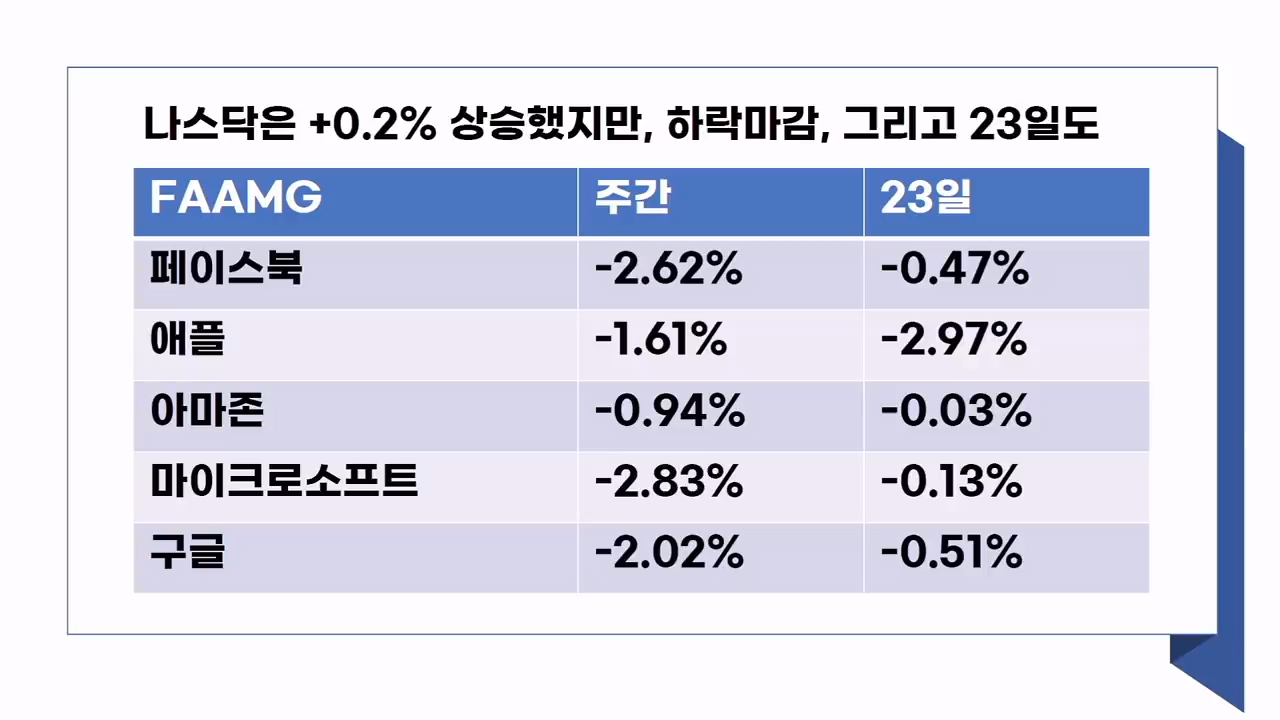 나스닥은 +0.2% 상승했지만, 하락마감, 그리고 23일도
FAAMG 주간 23일
페이스북 -2.62% -0.47%
애플 -1.61% -2.97%
아마존 -0.94% -0.03%
마이크로소프트 -2.83% -0.13%
구글 -2.02% -0.51%